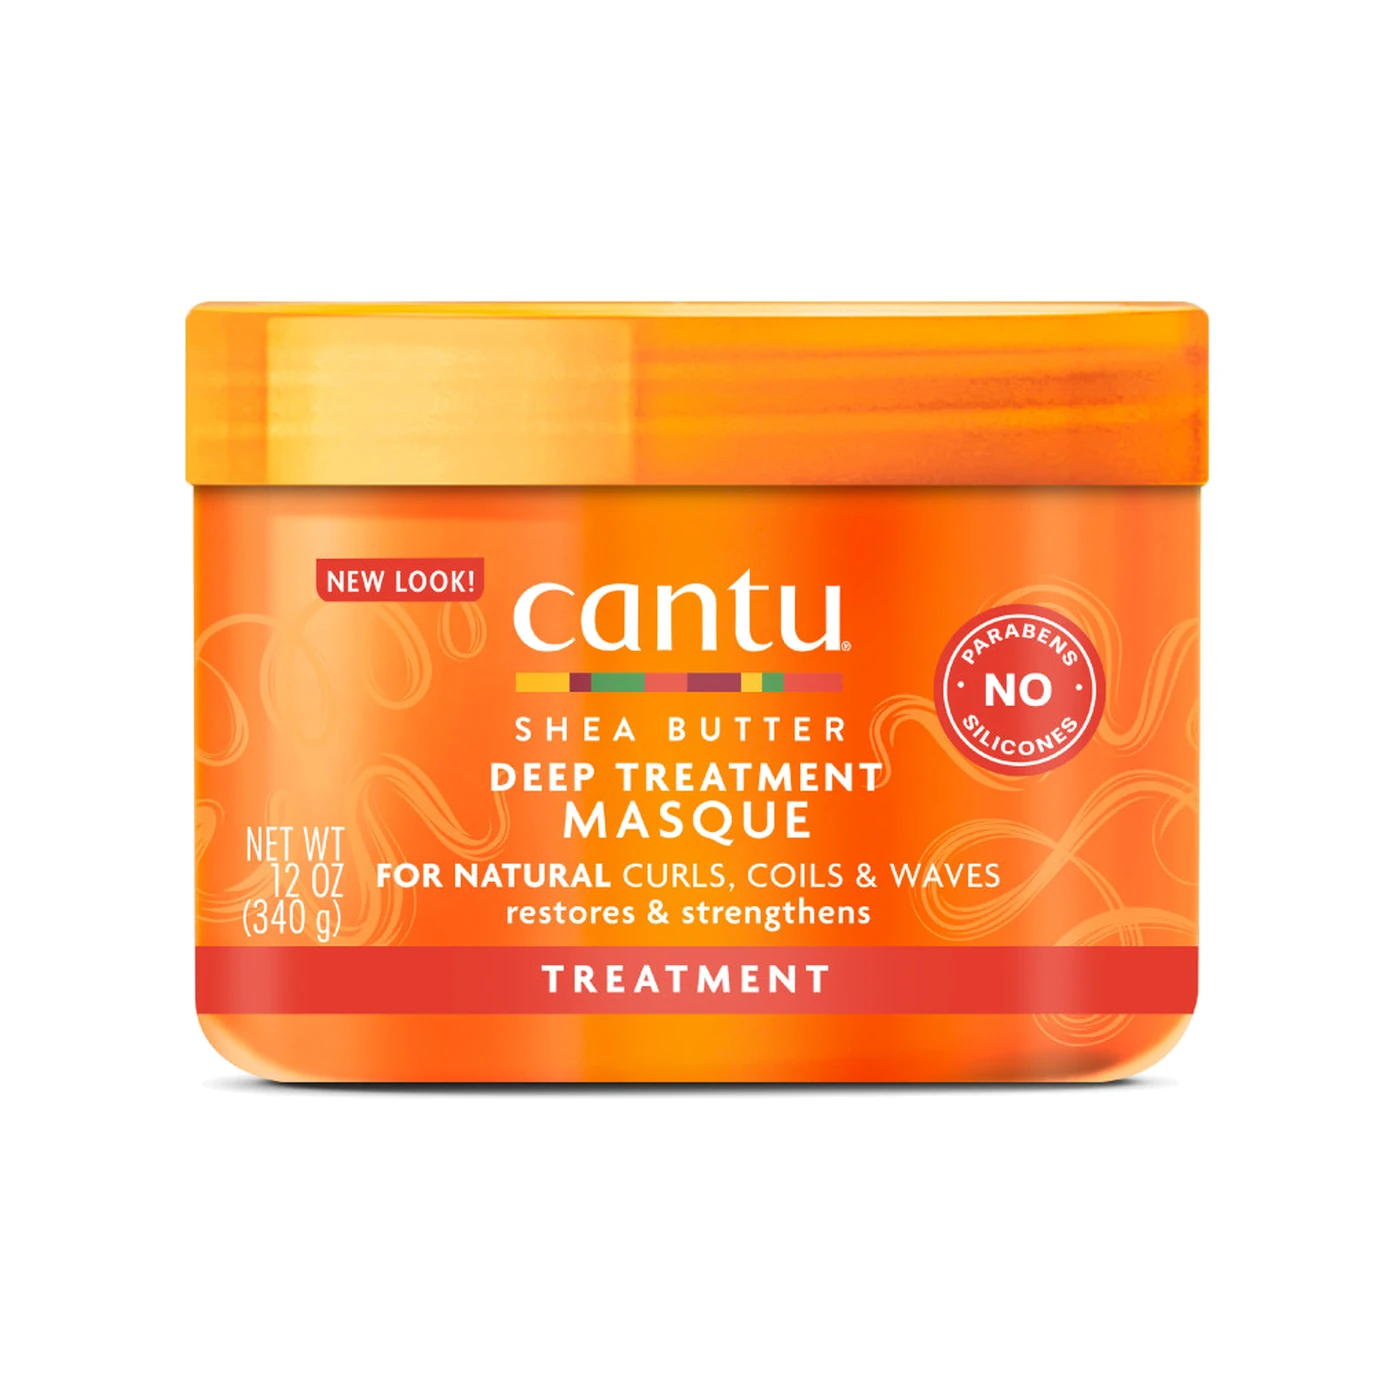 NEW LOOK!
cantu®
SHEA BUTTER
DEEP TREATMENT
MASQUE
FOR NATURAL CURLS, COILS & WAVES
restores & strengthens
PARABENS
NO
SILICONES
NET WT
12 OZ
(340 g)
TREATMENT